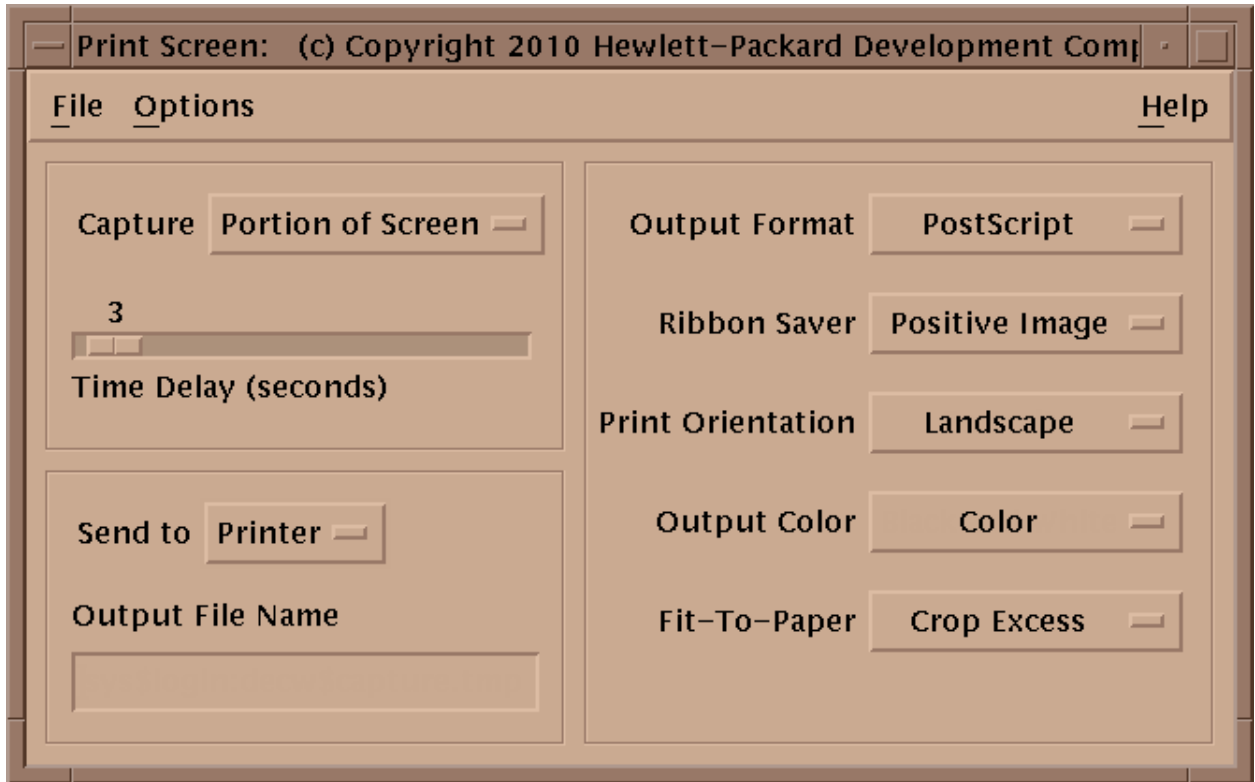 Print Screen: (c) Copyright 2010 Hewlett-Packard Development Comp
File Options Help
Capture Portion of Screen
3
Time Delay (seconds)
Send to Printer
Output File Name
Output Format PostScript
Ribbon Saver Positive Image
Print Orientation Landscape
Output Color Color
Fit-To-Paper Crop Excess